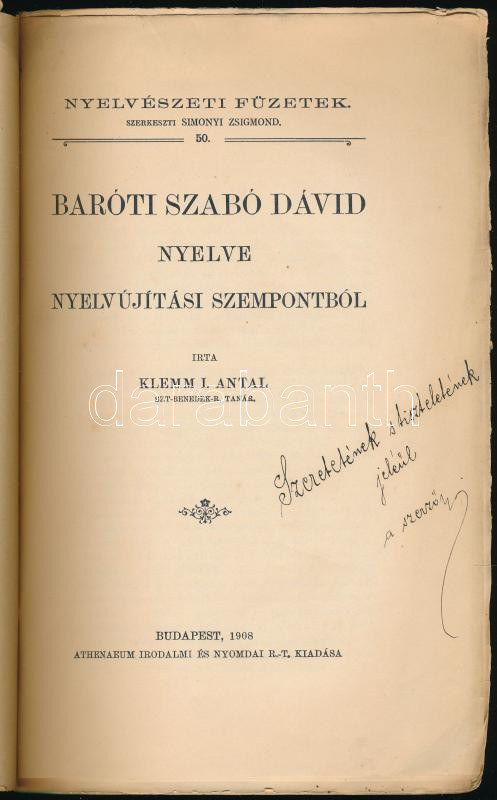 NYELVÉSZETI FÜZETEK.
SZERKESZTI SIMONYI ZSIGMOND.
50.
BARÓTI SZABÓ DÁVID
NYELVE
NYELVÚJÍTÁSI SZEMPONTBÓL
IRTA
KLEMM I. ANTAL
SZT-BENEDEK-R. TANÁR.
darabanth
Szeretetének s tiszteletének
jeléül
a szerző
BUDAPEST, 1908
ATHENAEUM IRODALMI ÉS NYOMDAI R.-T. KIADÁSA